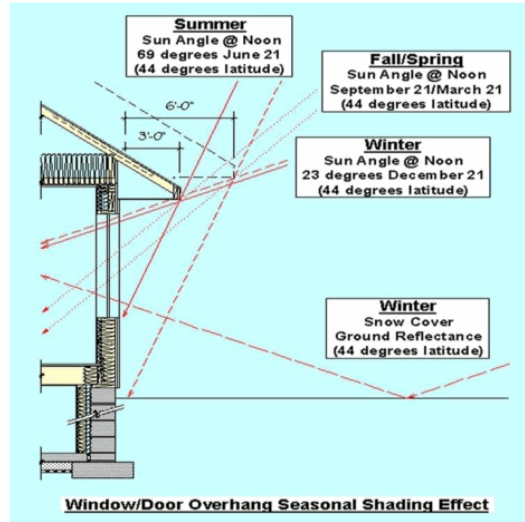 Summer
Sun Angle @ Noon
69 degrees June 21
(44 degrees latitude)
Fall/Spring
Sun Angle @ Noon
September 21/March 21
(44 degrees latitude)
6'-0"
3'-0"
Winter
Sun Angle @ Noon
23 degrees December 21
(44 degrees latitude)
Winter
Snow Cover
Ground Reflectance
(44 degrees latitude)
Window/Door Overhang Seasonal Shading Effect